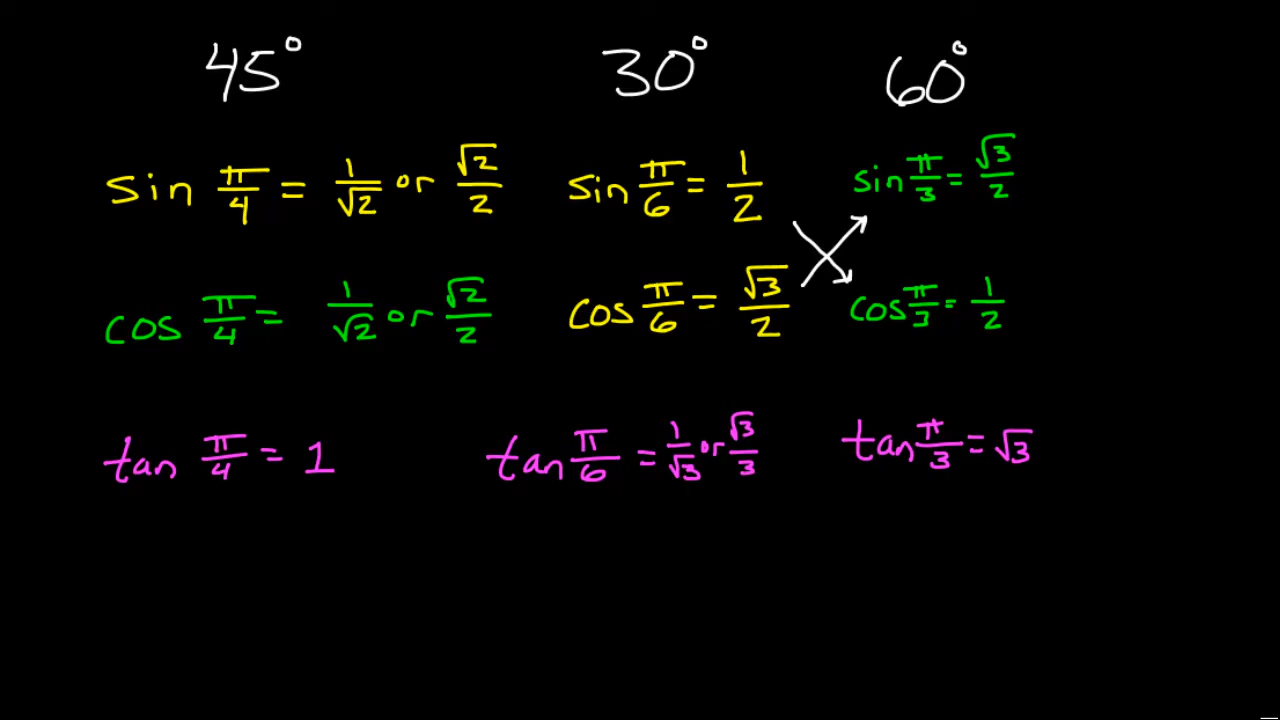 45° 30° 60°
sin π/4 = 1/√2 or √2/2 sin π/6 = 1/2 sin π/3 = √3/2
cos π/4 = 1/√2 or √2/2 cos π/6 = √3/2 cos π/3 = 1/2
tan π/4 = 1 tan π/6 = 1/√3 or √3/3 tan π/3 = √3